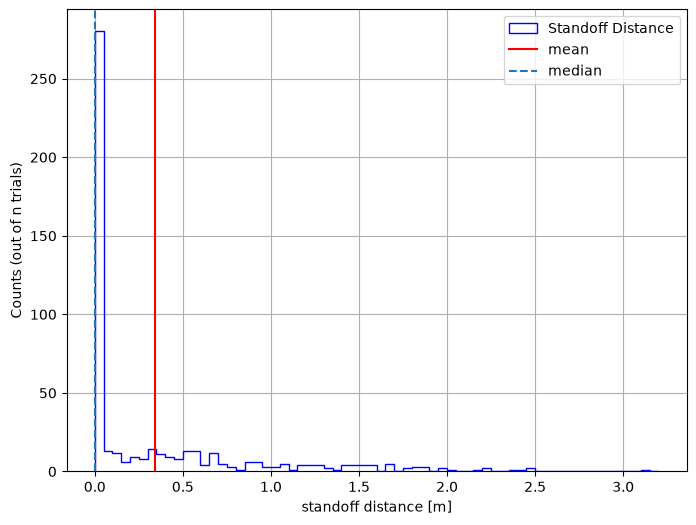 Standoff Distance
mean
median
250
200
150
100
50
0
Counts (out of n trials)
0.0 0.5 1.0 1.5 2.0 2.5 3.0
standoff distance [m]